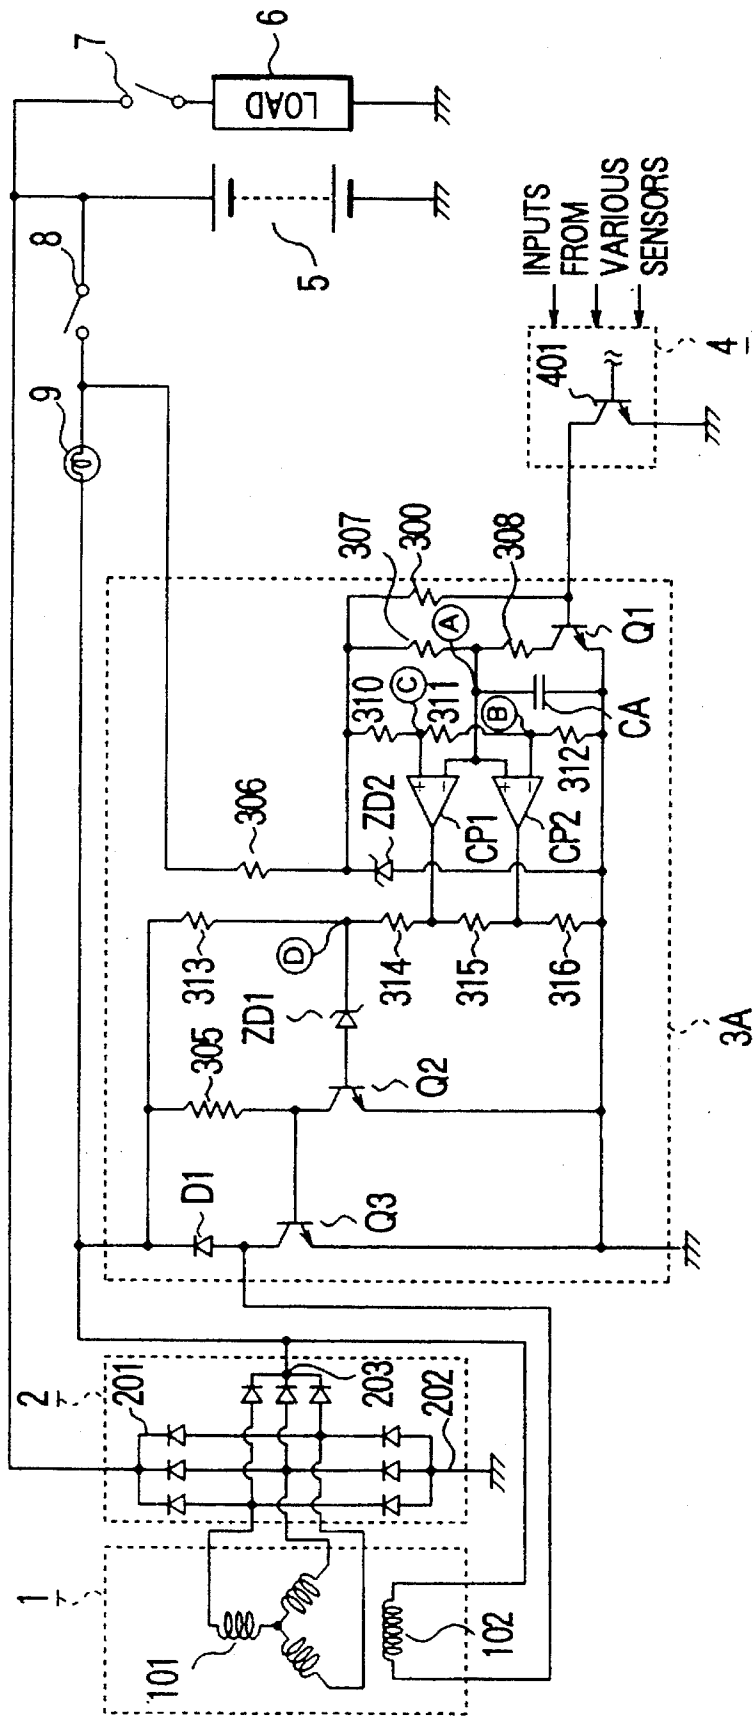 1
101
102
2
201
202
203
D1
Q3
305
Q2
313
ZD1
D
314
315
316
306
ZD2
CP1
CP2
+
-
+
-
310
C
311
B
312
307
A
300
308
CA
Q1
3A
401
4
INPUTS
FROM
VARIOUS
SENSORS
9
8
5
7
LOAD
6